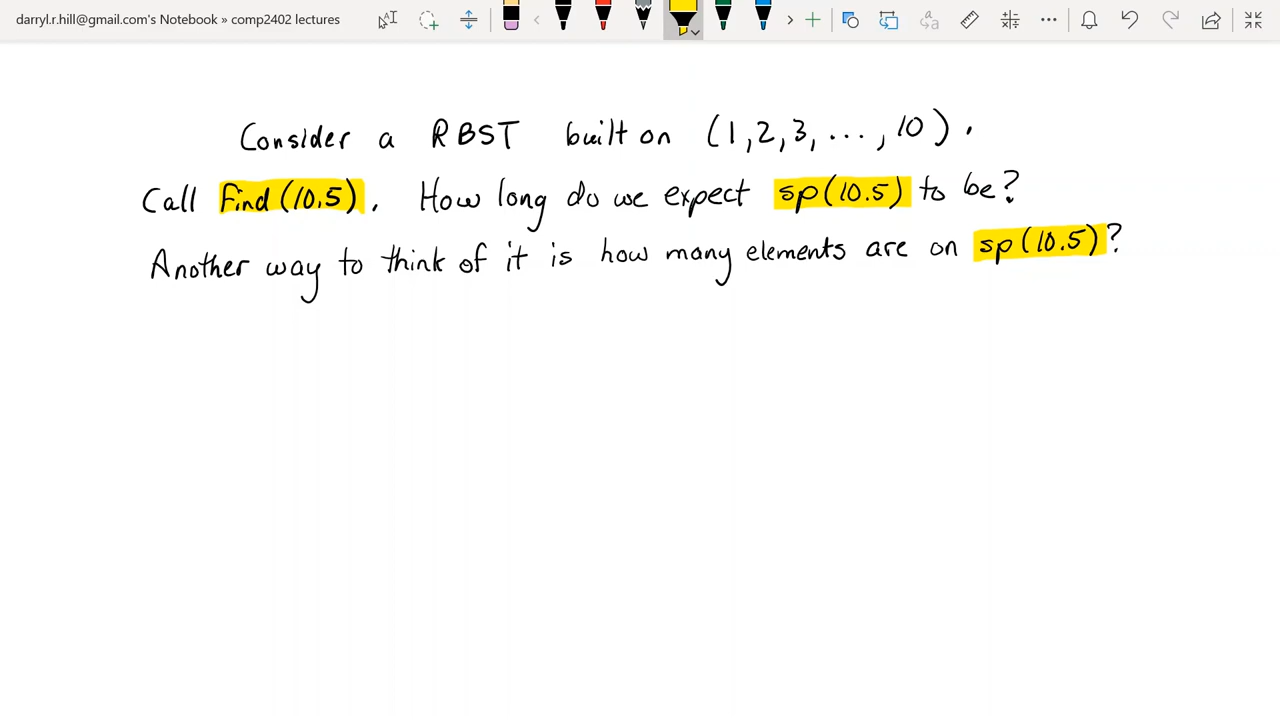 darryl.r.hill@gmail.com's Notebook » comp2402 lectures
Consider a RBST built on (1,2,3, ..., 10).
Call Find(10.5). How long do we expect sp(10.5) to be?
Another way to think of it is how many elements are on sp(10.5)?